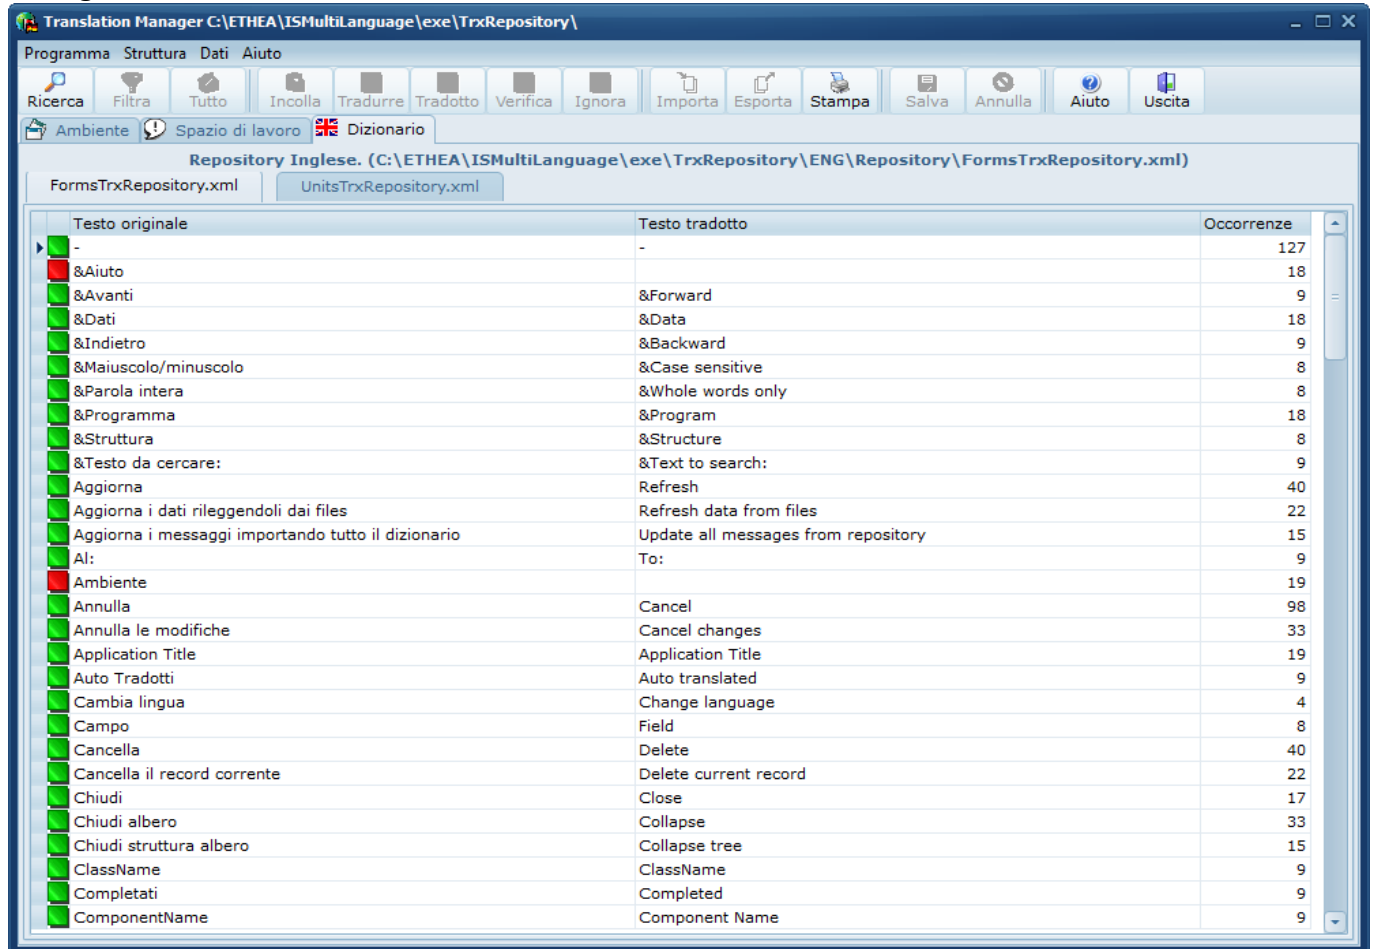 Translation Manager C:\ETHEA\ISMultiLanguage\exe\TrxRepository\
Programma Struttura Dati Aiuto
Ricerca Filtra Tutto Incolla Tradurre Tradotto Verifica Ignora Importa Esporta Stampa Salva Annulla Aiuto Uscita
Ambiente Spazio di lavoro Dizionario
Repository Inglese. (C:\ETHEA\ISMultiLanguage\exe\TrxRepository\ENG\Repository\FormsTrxRepository.xml)
FormsTrxRepository.xml UnitsTrxRepository.xml
Testo originale Testo tradotto Occorrenze
- - 127
&Aiuto 18
&Avanti &Forward 9
&Dati &Data 18
&Indietro &Backward 9
&Maiuscolo/minuscolo &Case sensitive 8
&Parola intera &Whole words only 8
&Programma &Program 18
&Struttura &Structure 8
&Testo da cercare: &Text to search: 9
Aggiorna Refresh 40
Aggiorna i dati rileggendoli dai files Refresh data from files 22
Aggiorna i messaggi importando tutto il dizionario Update all messages from repository 15
Al: To: 9
Ambiente 19
Annulla Cancel 98
Annulla le modifiche Cancel changes 33
Application Title Application Title 19
Auto Tradotti Auto translated 9
Cambia lingua Change language 4
Campo Field 8
Cancella Delete 40
Cancella il record corrente Delete current record 22
Chiudi Close 17
Chiudi albero Collapse 33
Chiudi struttura albero Collapse tree 15
ClassName ClassName 9
Completati Completed 9
ComponentName Component Name 9